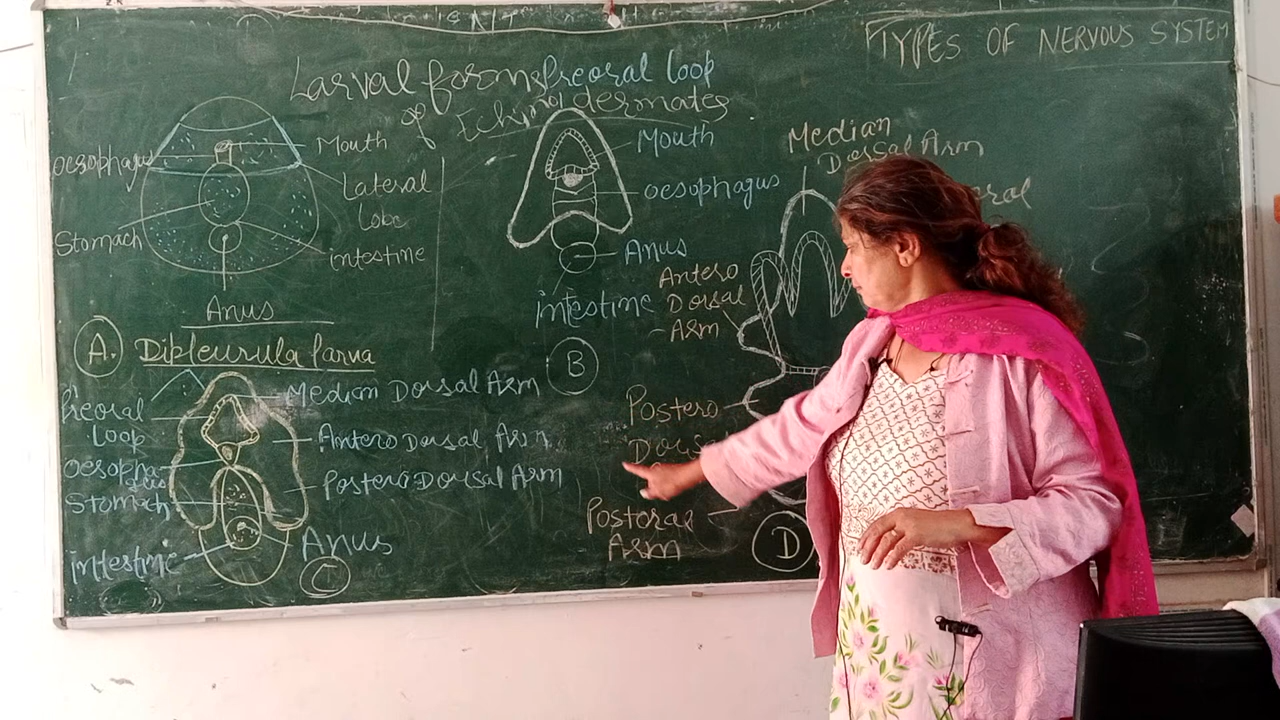 TYPES OF NERVOUS SYSTEM
Larval forms
of
Echinodermates
Preoral loop
oesophagus
Mouth
Lateral
Lobe
Stomach
intestine
Anus
A. Dipleurula larva
Mouth
oesophagus
Anus
intestine
B
Median
Dorsal Arm
Antero
Dorsal
Arm
Postero
Dorsal
Postoral
Arm
D
Preoral
Loop
oesopha
gus
Stomach
intestine
Median Dorsal Arm
Antero Dorsal Arm
Postero Dorsal Arm
Anus
C